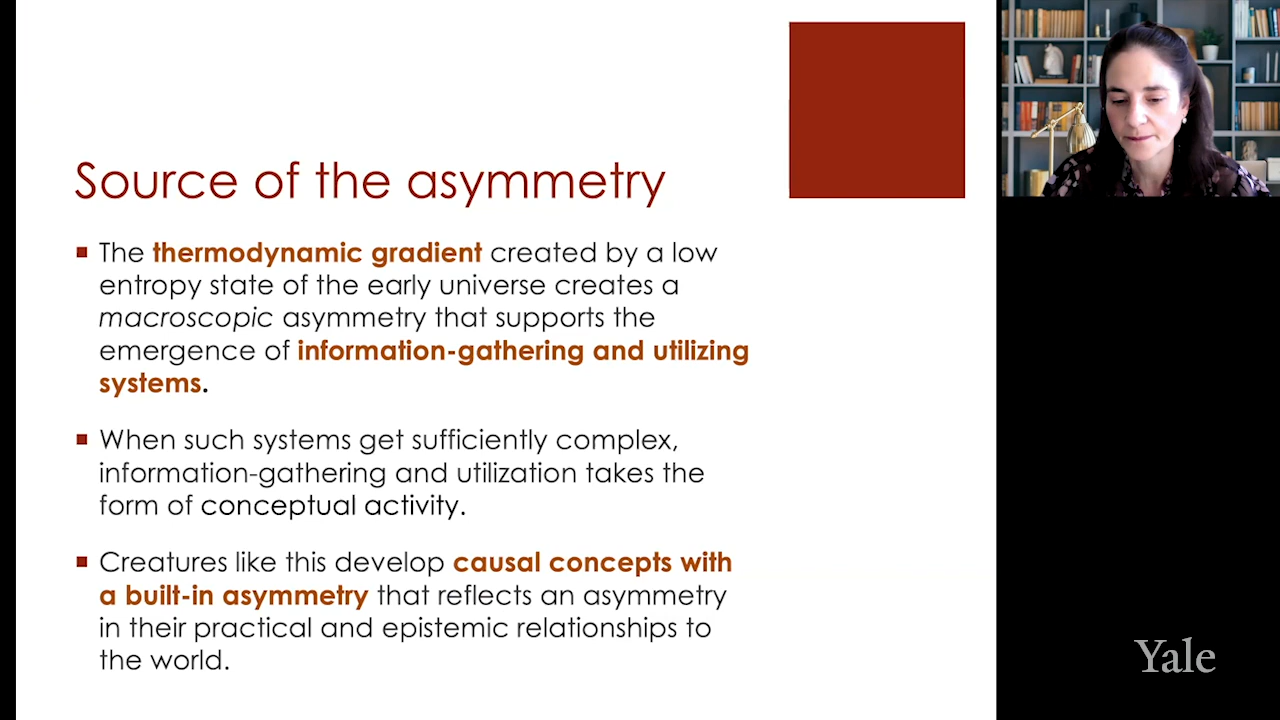 Source of the asymmetry
The thermodynamic gradient created by a low
entropy state of the early universe creates a
macroscopic asymmetry that supports the
emergence of information-gathering and utilizing
systems.
When such systems get sufficiently complex,
information-gathering and utilization takes the
form of conceptual activity.
Creatures like this develop causal concepts with
a built-in asymmetry that reflects an asymmetry
in their practical and epistemic relationships to
the world.
Yale